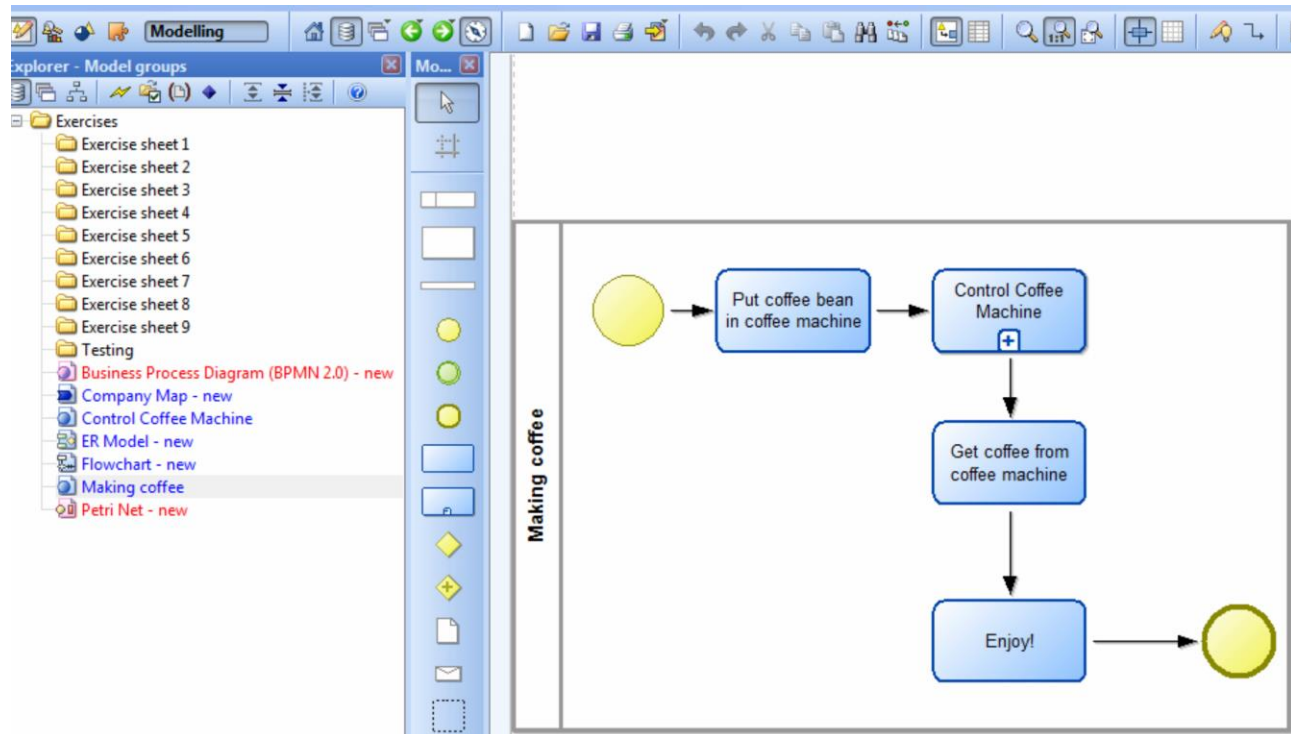 Modelling
Explorer - Model groups
Mo...
Exercises
Exercise sheet 1
Exercise sheet 2
Exercise sheet 3
Exercise sheet 4
Exercise sheet 5
Exercise sheet 6
Exercise sheet 7
Exercise sheet 8
Exercise sheet 9
Testing
Business Process Diagram (BPMN 2.0) - new
Company Map - new
Control Coffee Machine
ER Model - new
Flowchart - new
Making coffee
Petri Net - new
Making coffee
Put coffee bean
in coffee machine
Control Coffee
Machine
Get coffee from
coffee machine
Enjoy!